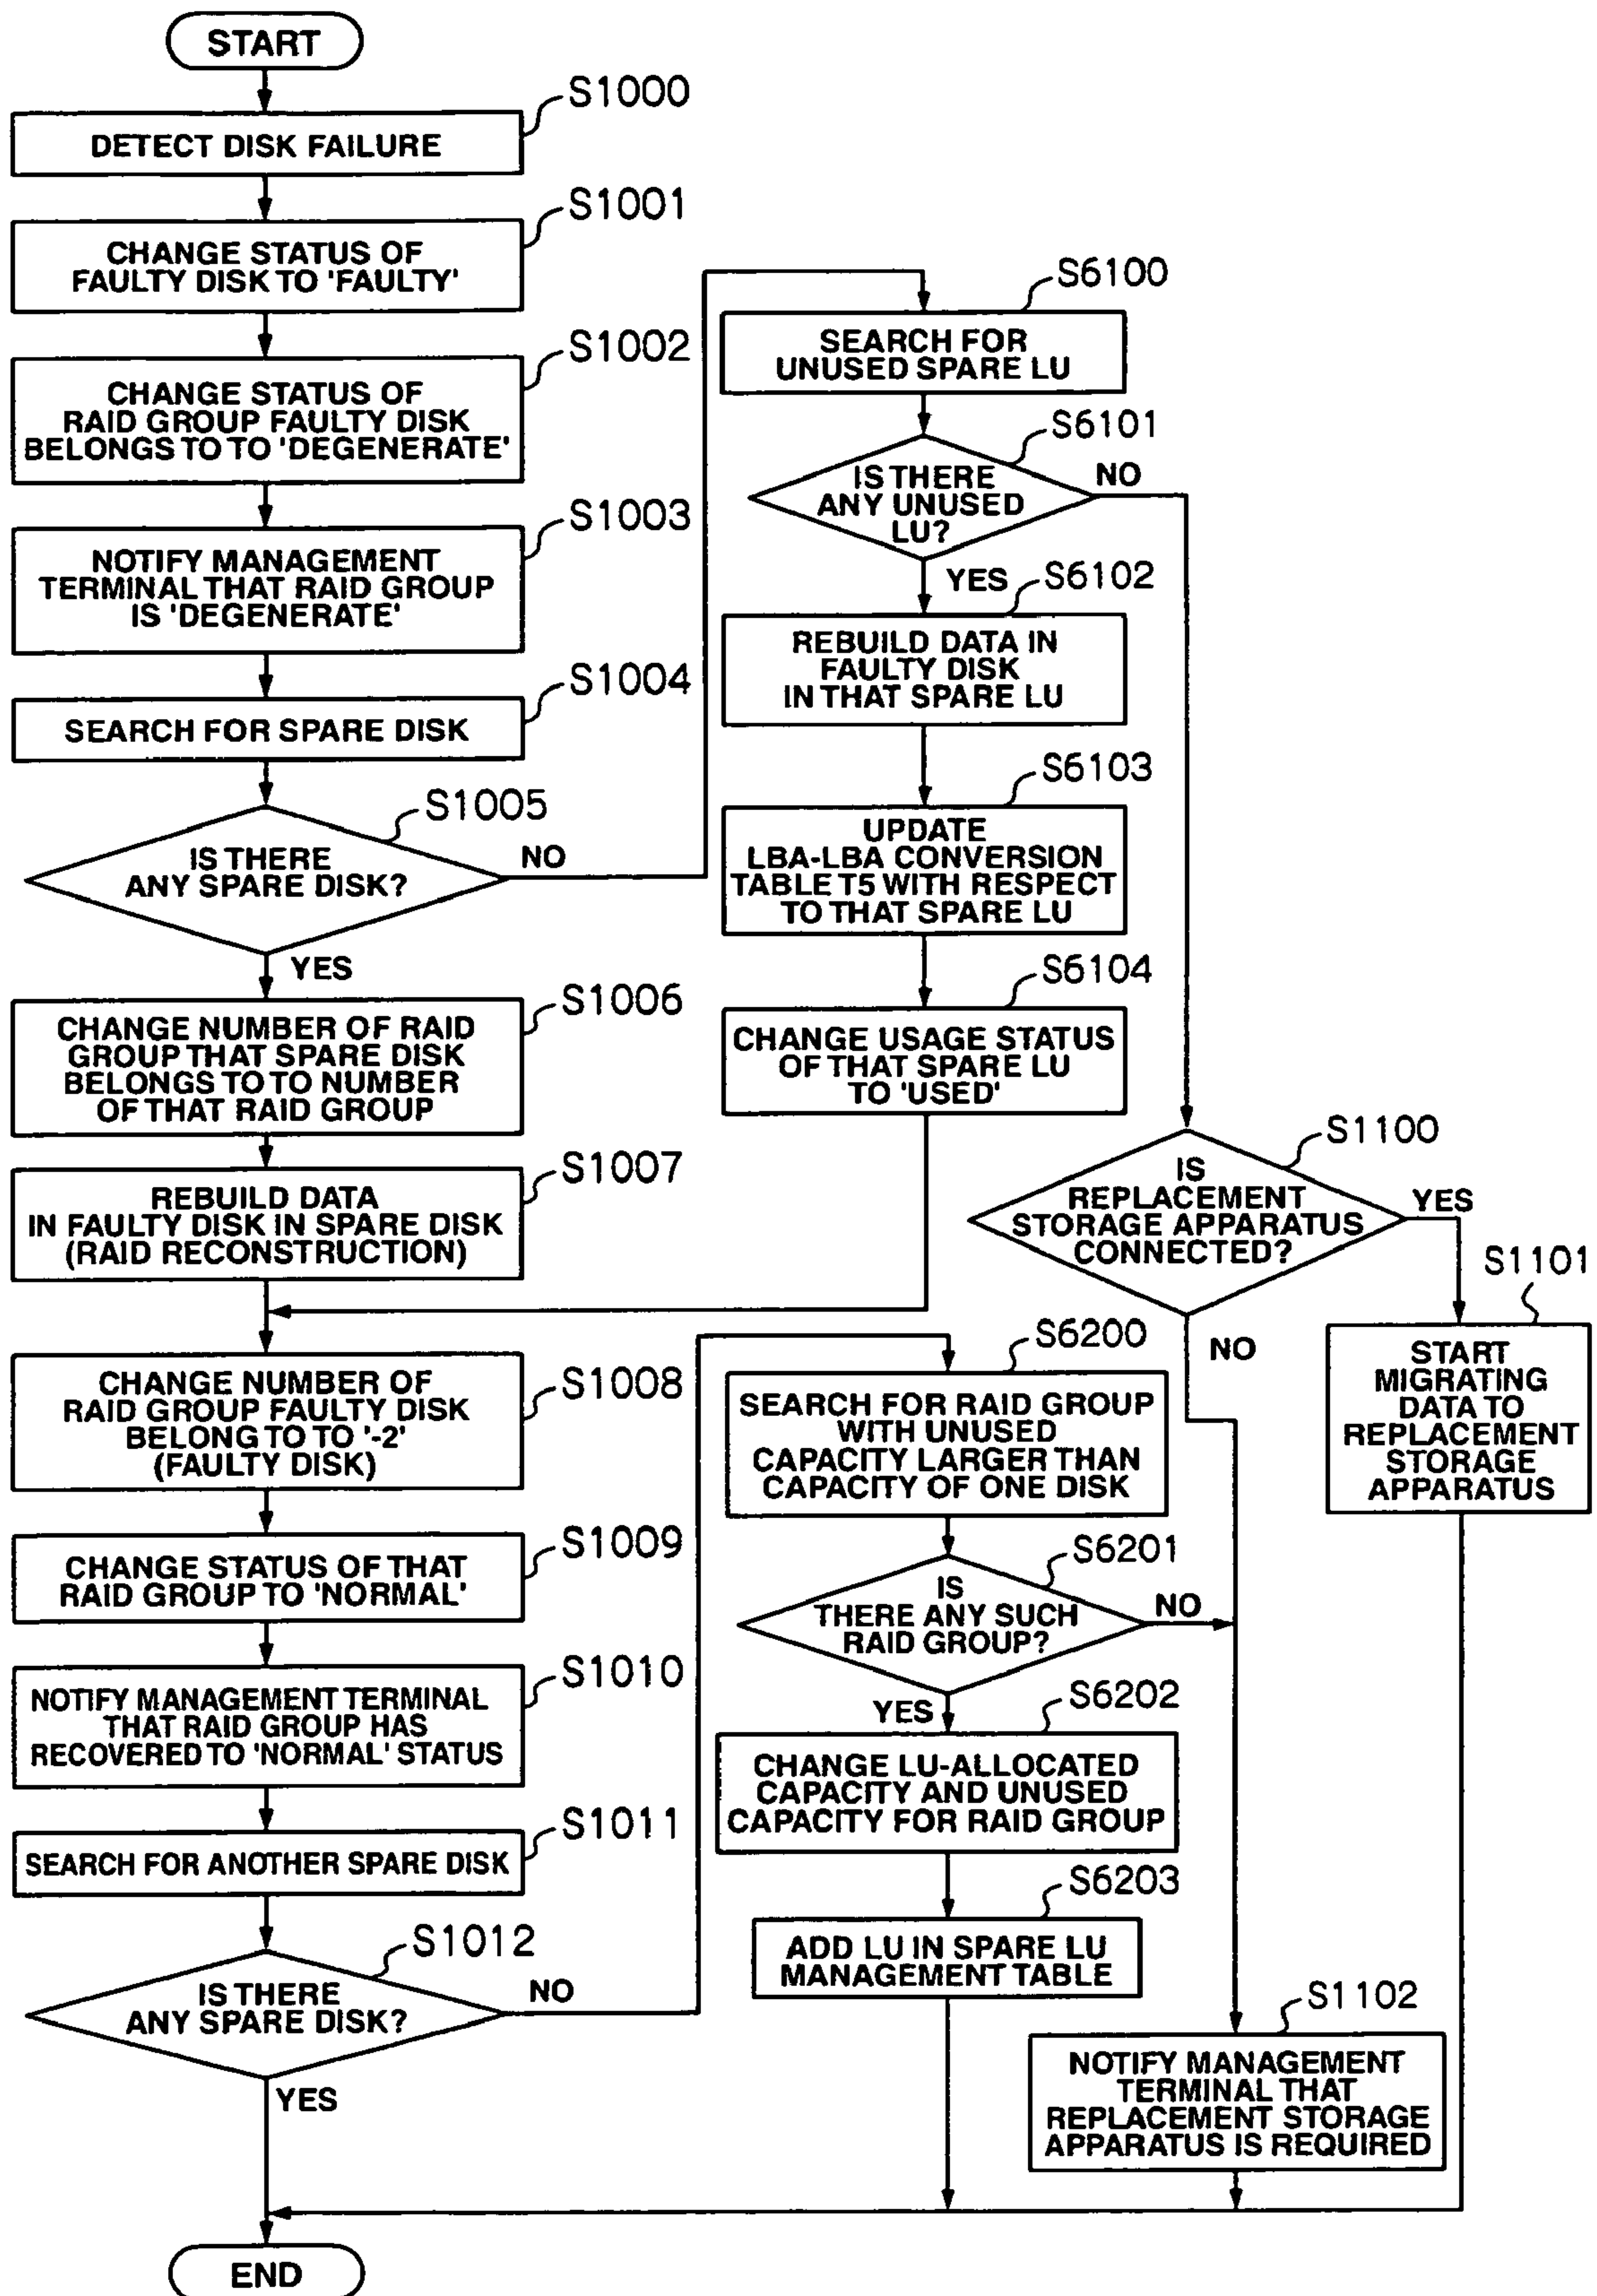 START
S1000
DETECT DISK FAILURE
S1001
CHANGE STATUS OF
FAULTY DISK TO 'FAULTY'
S1002
CHANGE STATUS OF
RAID GROUP FAULTY DISK
BELONGS TO TO 'DEGENERATE'
S1003
NOTIFY MANAGEMENT
TERMINAL THAT RAID GROUP
IS 'DEGENERATE'
S1004
SEARCH FOR SPARE DISK
S1005
IS THERE
ANY SPARE DISK?
NO
YES
S1006
CHANGE NUMBER OF RAID
GROUP THAT SPARE DISK
BELONGS TO TO NUMBER
OF THAT RAID GROUP
S1007
REBUILD DATA
IN FAULTY DISK IN SPARE DISK
(RAID RECONSTRUCTION)
S1008
CHANGE NUMBER OF
RAID GROUP FAULTY DISK
BELONG TO TO '-2'
(FAULTY DISK)
S1009
CHANGE STATUS OF THAT
RAID GROUP TO 'NORMAL'
S1010
NOTIFY MANAGEMENT TERMINAL
THAT RAID GROUP HAS
RECOVERED TO 'NORMAL' STATUS
S1011
SEARCH FOR ANOTHER SPARE DISK
S1012
IS THERE
ANY SPARE DISK?
NO
YES
END
S6100
SEARCH FOR
UNUSED SPARE LU
S6101
IS THERE
ANY UNUSED
LU?
NO
YES
S6102
REBUILD DATA IN
FAULTY DISK
IN THAT SPARE LU
S6103
UPDATE
LBA-LBA CONVERSION
TABLE T5 WITH RESPECT
TO THAT SPARE LU
S6104
CHANGE USAGE STATUS
OF THAT SPARE LU
TO 'USED'
S1100
IS
REPLACEMENT
STORAGE APPARATUS
CONNECTED?
YES
NO
S1101
START
MIGRATING
DATA TO
REPLACEMENT
STORAGE
APPARATUS
S6200
SEARCH FOR RAID GROUP
WITH UNUSED
CAPACITY LARGER THAN
CAPACITY OF ONE DISK
S6201
IS
THERE ANY SUCH
RAID GROUP?
NO
YES
S6202
CHANGE LU-ALLOCATED
CAPACITY AND UNUSED
CAPACITY FOR RAID GROUP
S6203
ADD LU IN SPARE LU
MANAGEMENT TABLE
S1102
NOTIFY MANAGEMENT
TERMINAL THAT
REPLACEMENT STORAGE
APPARATUS IS REQUIRED